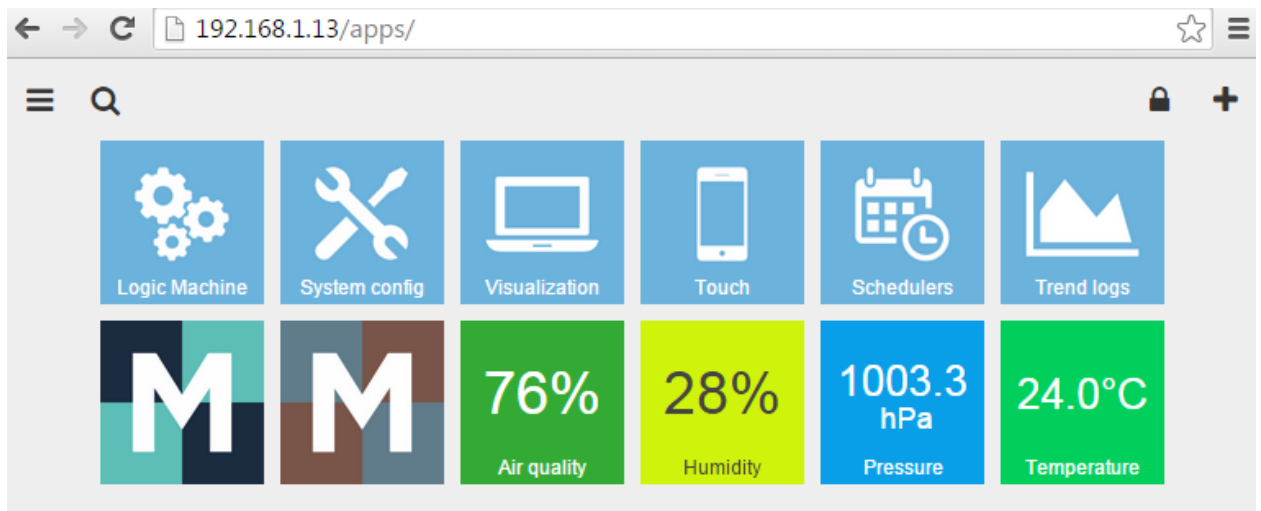 192.168.1.13/apps/
Logic Machine
System config
Visualization
Touch
Schedulers
Trend logs
M
M
76%
Air quality
28%
Humidity
1003.3
hPa
Pressure
24.0°C
Temperature